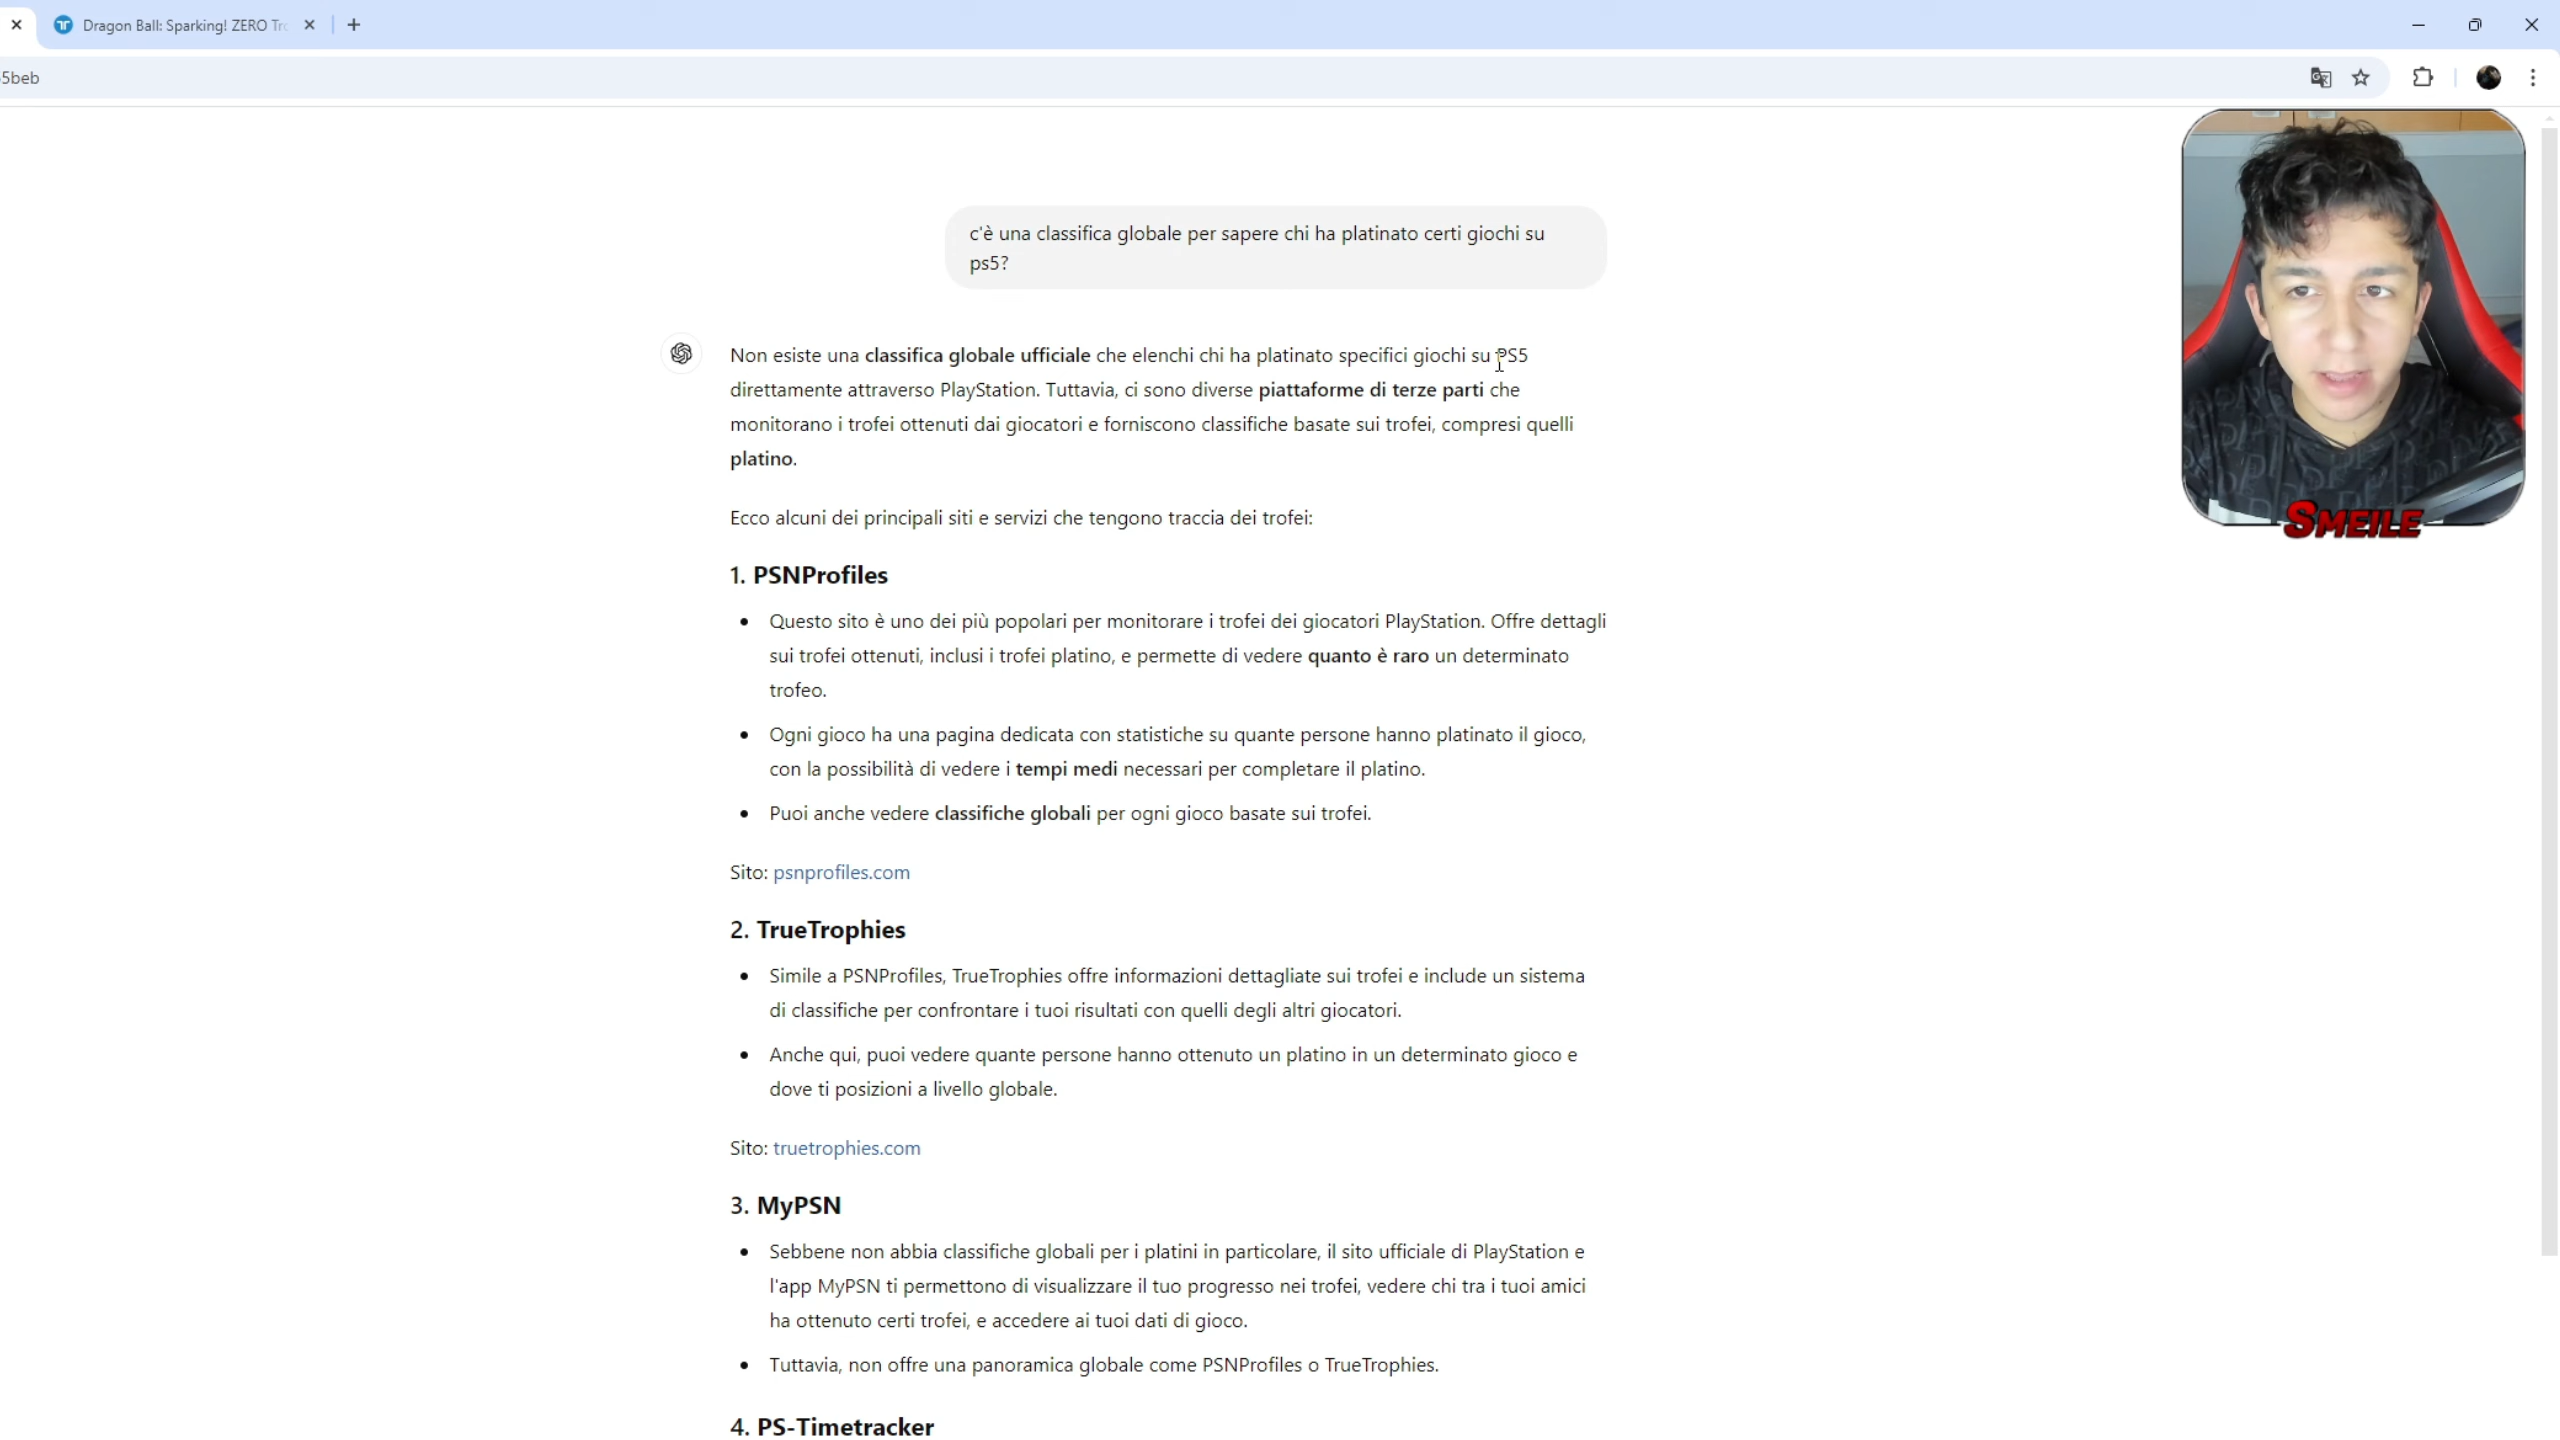 Dragon Ball: Sparking! ZERO Tr
5beb
c'è una classifica globale per sapere chi ha platinato certi giochi su
ps5?
Non esiste una classifica globale ufficiale che elenchi chi ha platinato specifici giochi su PS5
direttamente attraverso PlayStation. Tuttavia, ci sono diverse piattaforme di terze parti che
monitorano i trofei ottenuti dai giocatori e forniscono classifiche basate sui trofei, compresi quelli
platino.
Ecco alcuni dei principali siti e servizi che tengono traccia dei trofei:
1. PSNProfiles
• Questo sito è uno dei più popolari per monitorare i trofei dei giocatori PlayStation. Offre dettagli
sui trofei ottenuti, inclusi i trofei platino, e permette di vedere quanto è raro un determinato
trofeo.
• Ogni gioco ha una pagina dedicata con statistiche su quante persone hanno platinato il gioco,
con la possibilità di vedere i tempi medi necessari per completare il platino.
• Puoi anche vedere classifiche globali per ogni gioco basate sui trofei.
Sito: psnprofiles.com
2. TrueTrophies
• Simile a PSNProfiles, TrueTrophies offre informazioni dettagliate sui trofei e include un sistema
di classifiche per confrontare i tuoi risultati con quelli degli altri giocatori.
• Anche qui, puoi vedere quante persone hanno ottenuto un platino in un determinato gioco e
dove ti posizioni a livello globale.
Sito: truetrophies.com
3. MyPSN
• Sebbene non abbia classifiche globali per i platini in particolare, il sito ufficiale di PlayStation e
l'app MyPSN ti permettono di visualizzare il tuo progresso nei trofei, vedere chi tra i tuoi amici
ha ottenuto certi trofei, e accedere ai tuoi dati di gioco.
• Tuttavia, non offre una panoramica globale come PSNProfiles o TrueTrophies.
4. PS-Timetracker
SMEILE